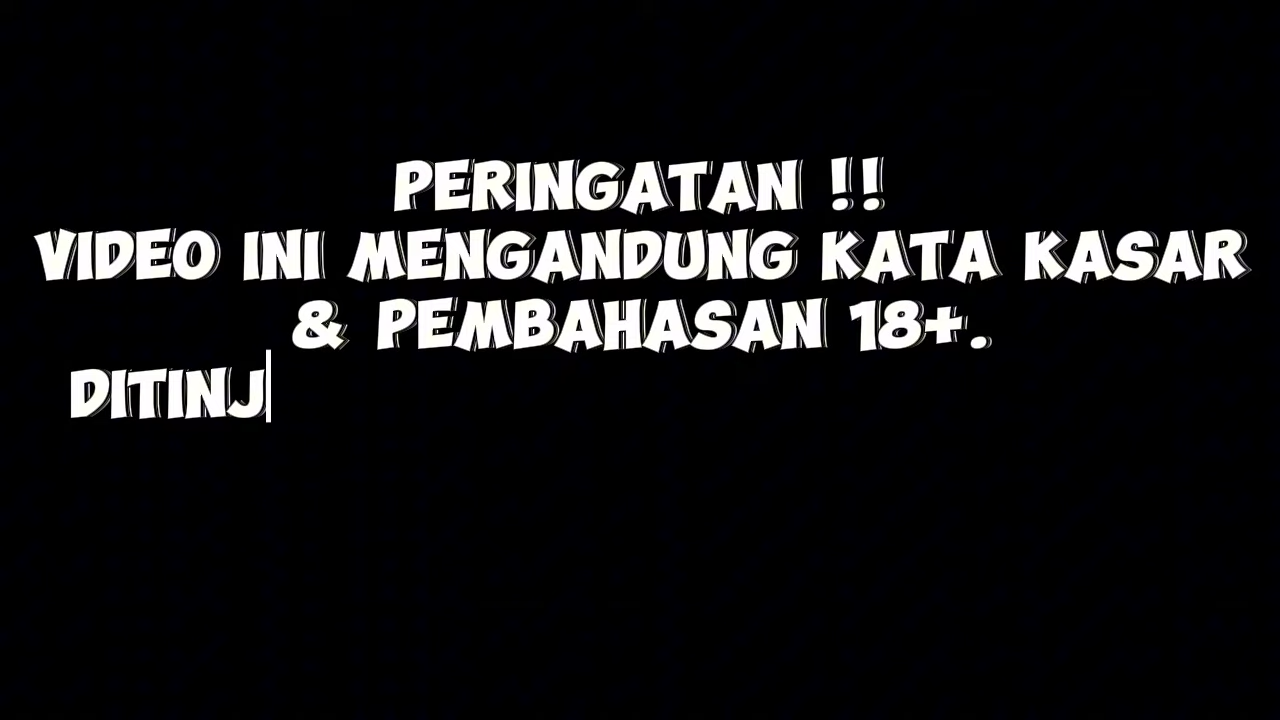 PERINGATAN !!
VIDEO INI MENGANDUNG KATA KASAR
& PEMBAHASAN 18+.
DITINJ